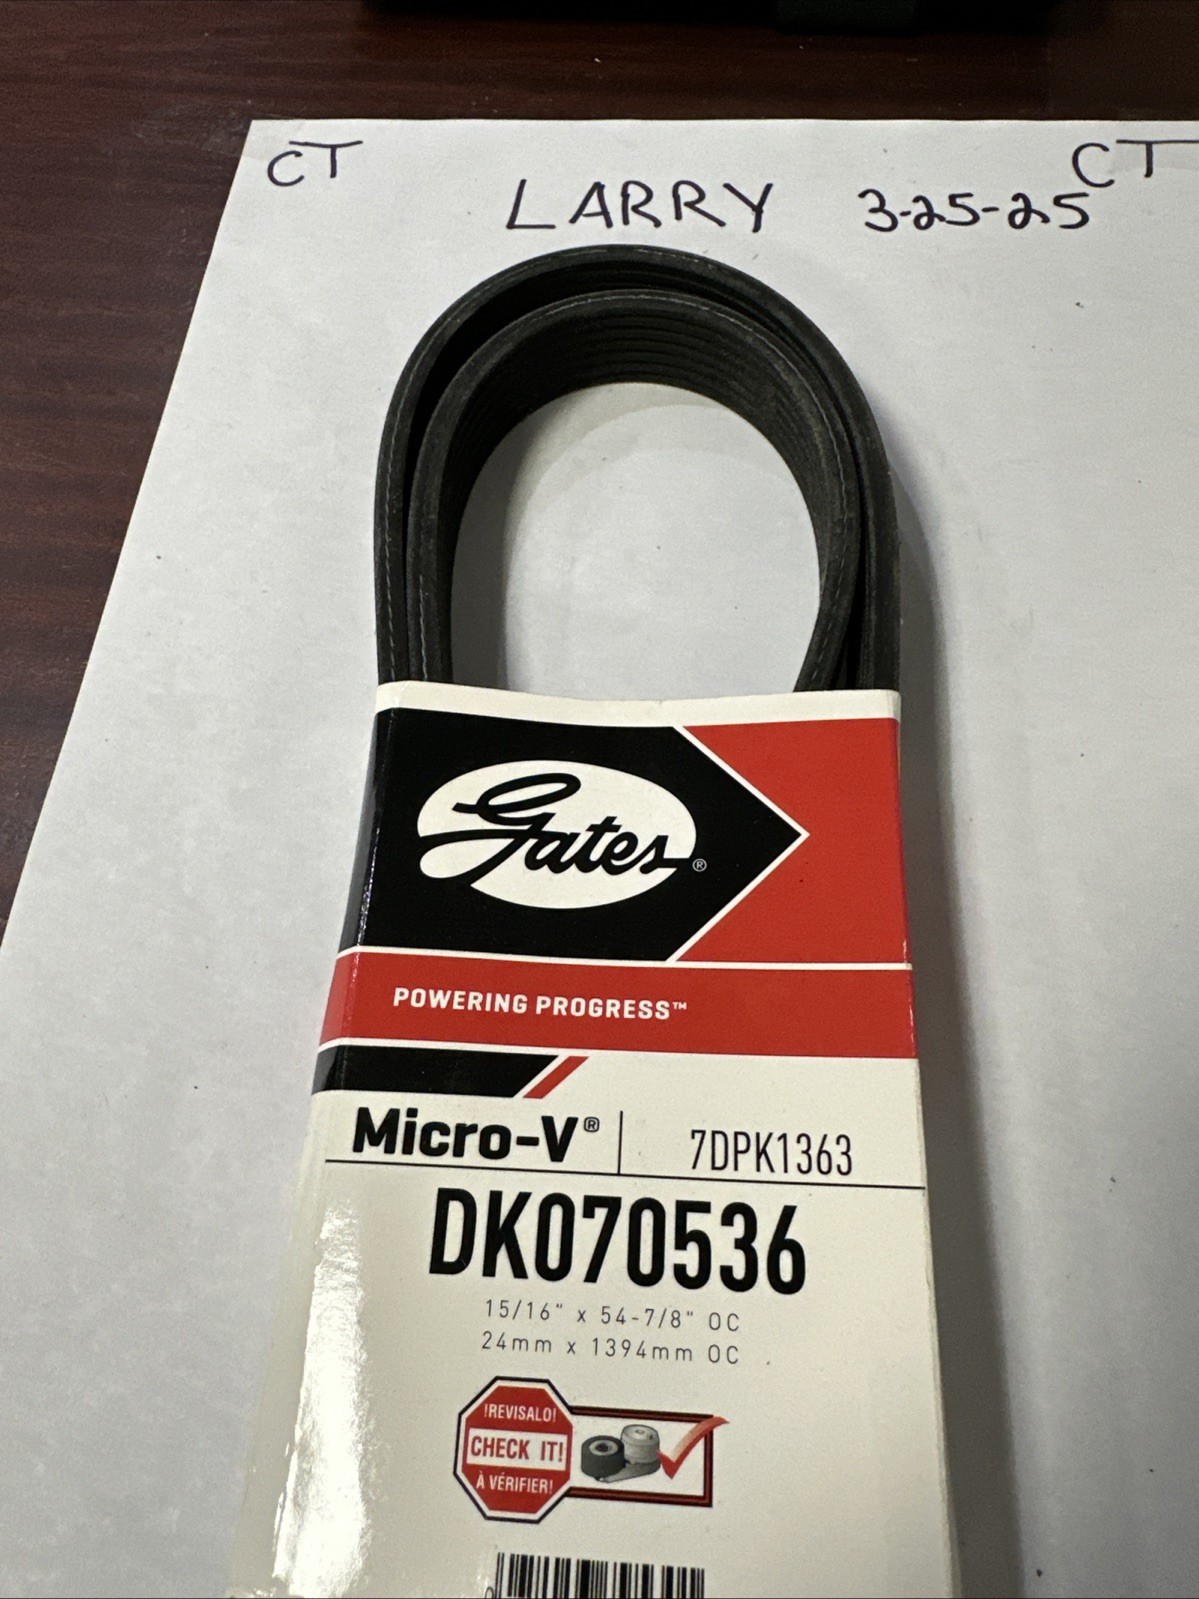 CT
CT
LARRY 3-25-25
Gates®
POWERING PROGRESS™
Micro-V® 7DPK1363
DK070536
15/16" x 54-7/8" OC
24mm x 1394mm OC
¡REVISALO!
CHECK IT!
À VÉRIFIER!